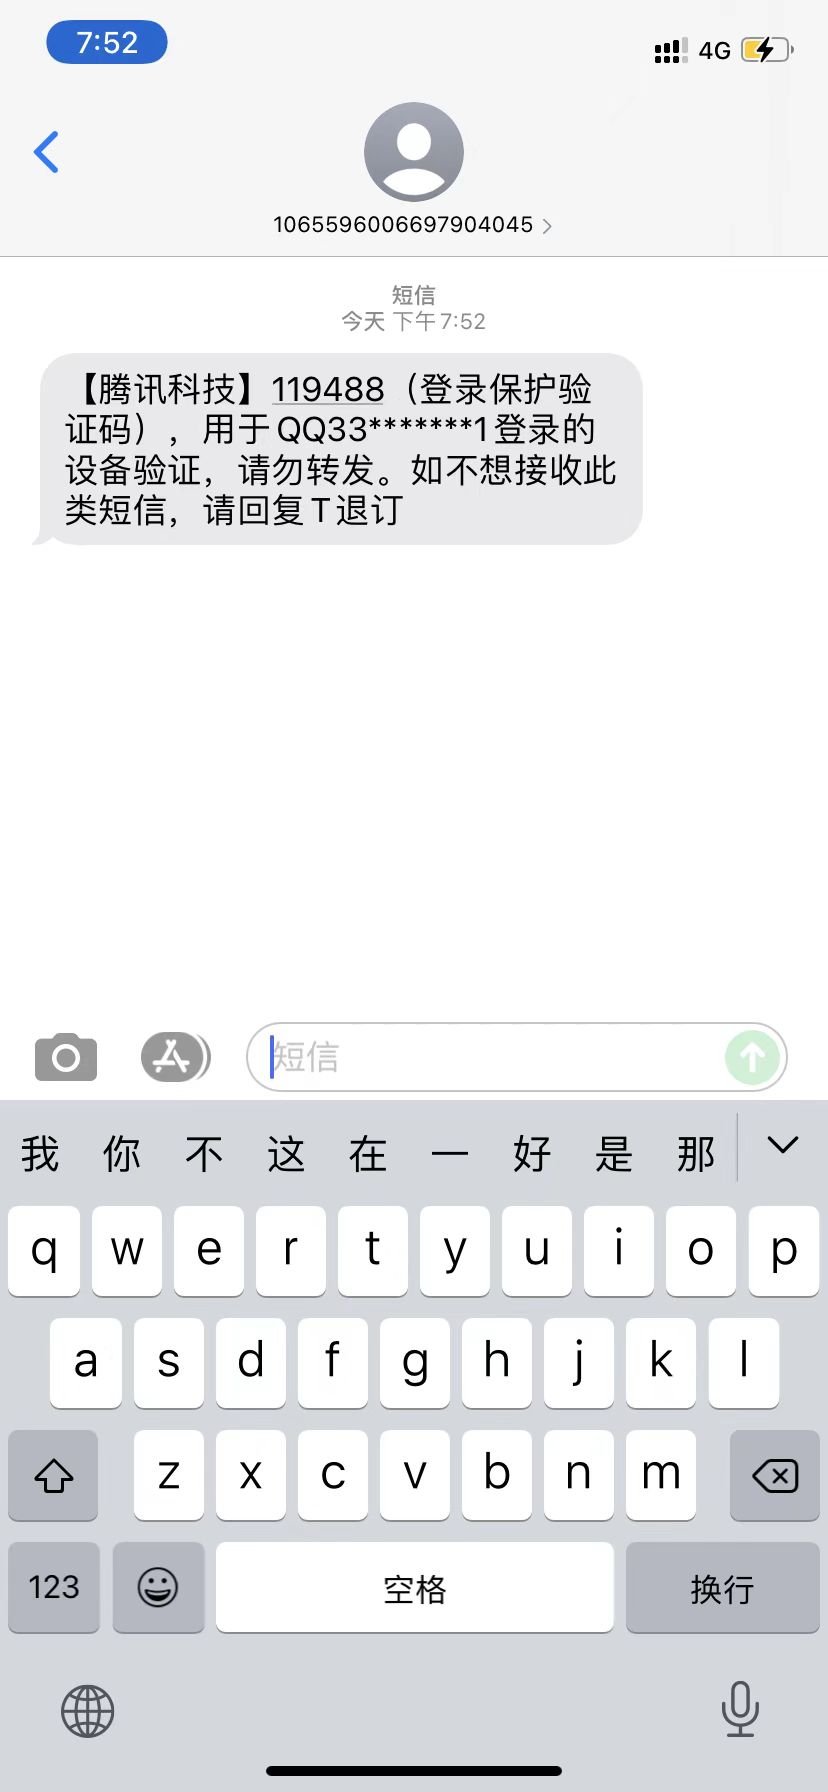 7:52
4G
1065596006697904045
短信
今天 下午 7:52
【腾讯科技】119488（登录保护验
证码），用于QQ33*******1登录的
设备验证，请勿转发。如不想接收此
类短信，请回复T退订
短信
我 你 不 这 在 一 好 是 那
q w e r t y u i o p
a s d f g h j k l
z x c v b n m
123 空格 换行